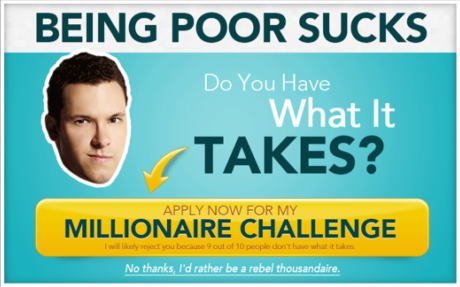 BEING POOR SUCKS
Do You Have
What It
TAKES?
APPLY NOW FOR MY
MILLIONAIRE CHALLENGE
I will likely reject you because 9 out of 10 people don't have what it takes.
No thanks, I'd rather be a rebel thousandaire.